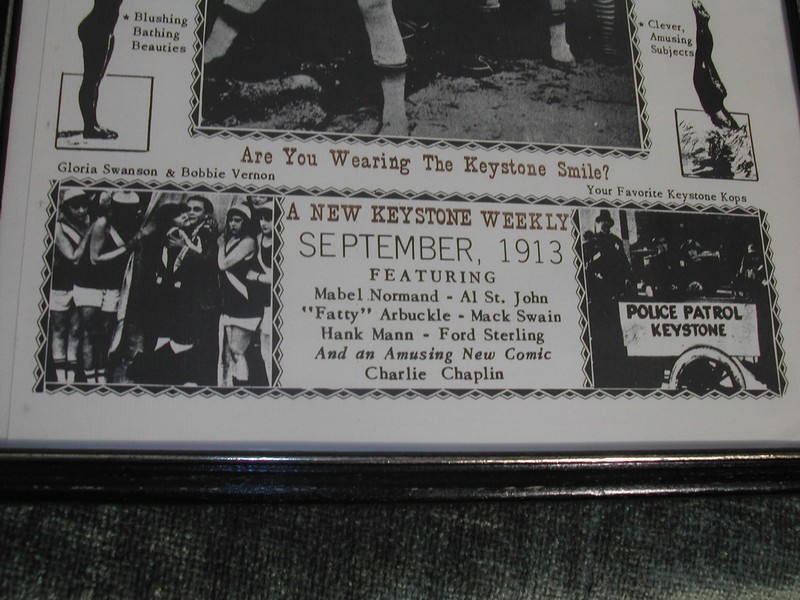 * Blushing
Bathing
Beauties
* Clever,
Amusing
Subjects
Are You Wearing The Keystone Smile?
Gloria Swanson & Bobbie Vernon
Your Favorite Keystone Kops
A NEW KEYSTONE WEEKLY
SEPTEMBER, 1913
FEATURING
Mabel Normand - Al St. John
"Fatty" Arbuckle - Mack Swain
Hank Mann - Ford Sterling
And an Amusing New Comic
Charlie Chaplin
POLICE PATROL
KEYSTONE